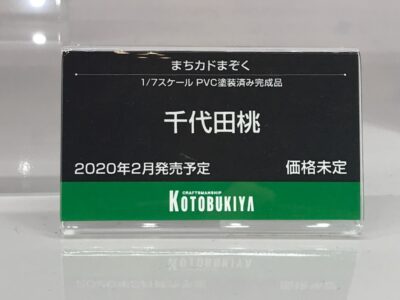 まちカドまぞく
1/7スケール PVC塗装済み完成品
千代田桃
2020年2月発売予定 価格未定
CRAFTSMANSHIP
KOTOBUKIYA